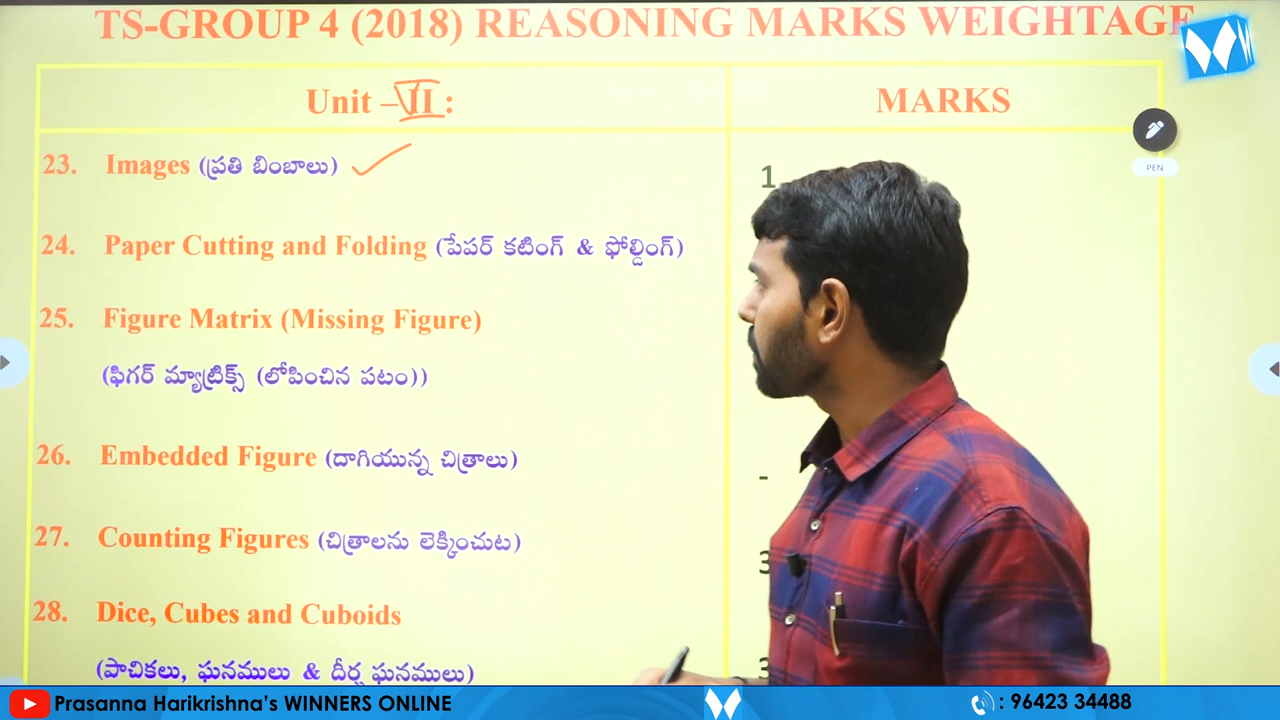 TS-GROUP 4 (2018) REASONING MARKS WEIGHTAGE
Unit –VII :
MARKS
23. Images (ప్రతి బింబాలు)
1
24. Paper Cutting and Folding (పేపర్ కటింగ్ & ఫోల్డింగ్)
25. Figure Matrix (Missing Figure)
(ఫిగర్ మ్యాట్రిక్స్ (లోపించిన పటం))
26. Embedded Figure (దాగియున్న చిత్రాలు)
-
27. Counting Figures (చిత్రాలను లెక్కించుట)
3
28. Dice, Cubes and Cuboids
(పాచికలు, ఘనములు & దీర్ఘ ఘనములు)
3
PEN
Prasanna Harikrishna's WINNERS ONLINE
: 96423 34488